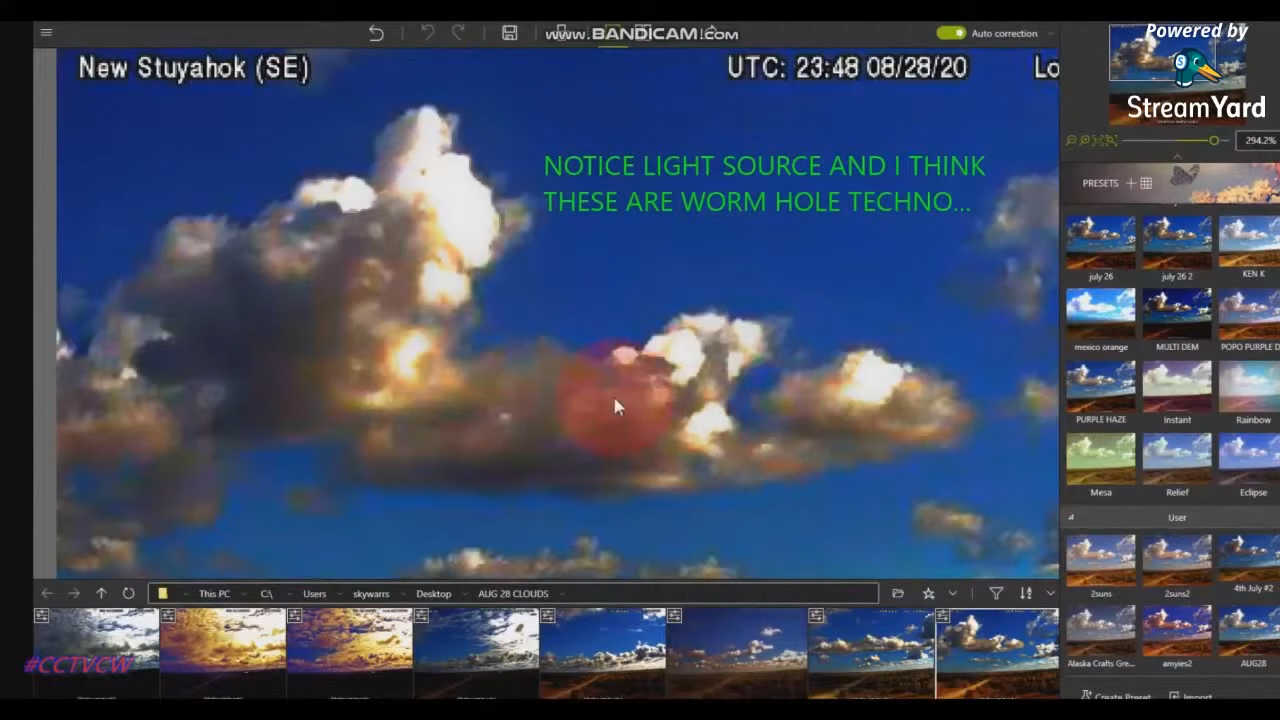 www.BANDICAM.com
Auto correction
Powered by
StreamYard
New Stuyahok (SE)
UTC: 23:48 08/28/20
Lo
294.2%
NOTICE LIGHT SOURCE AND I THINK
THESE ARE WORM HOLE TECHNO...
PRESETS
july 26
july 26 2
KEN K
mexico orange
MULTI DEM
POPO PURPLE D
PURPLE HAZE
Instant
Rainbow
Mesa
Relief
Eclipse
User
2suns
2suns2
4th July #2
Alaska Crafts Gre...
amyies2
AUG28
This PC
C:\
Users
skywarrs
Desktop
AUG 28 CLOUDS
#CCTVCW
Create Preset
Import